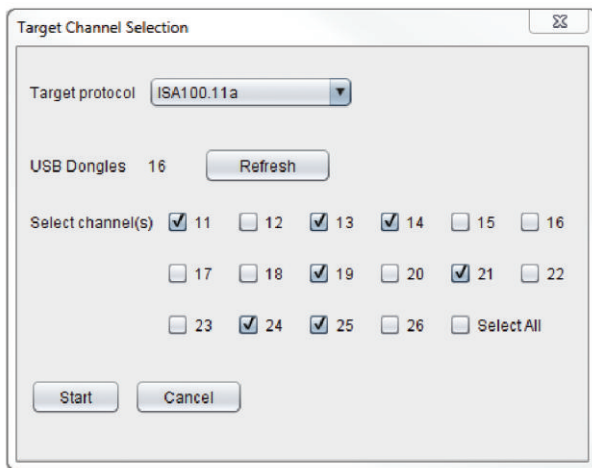 Target Channel Selection
Target protocol ISA100.11a
USB Dongles 16 Refresh
Select channel(s) 11 12 13 14 15 16
17 18 19 20 21 22
23 24 25 26 Select All
Start Cancel